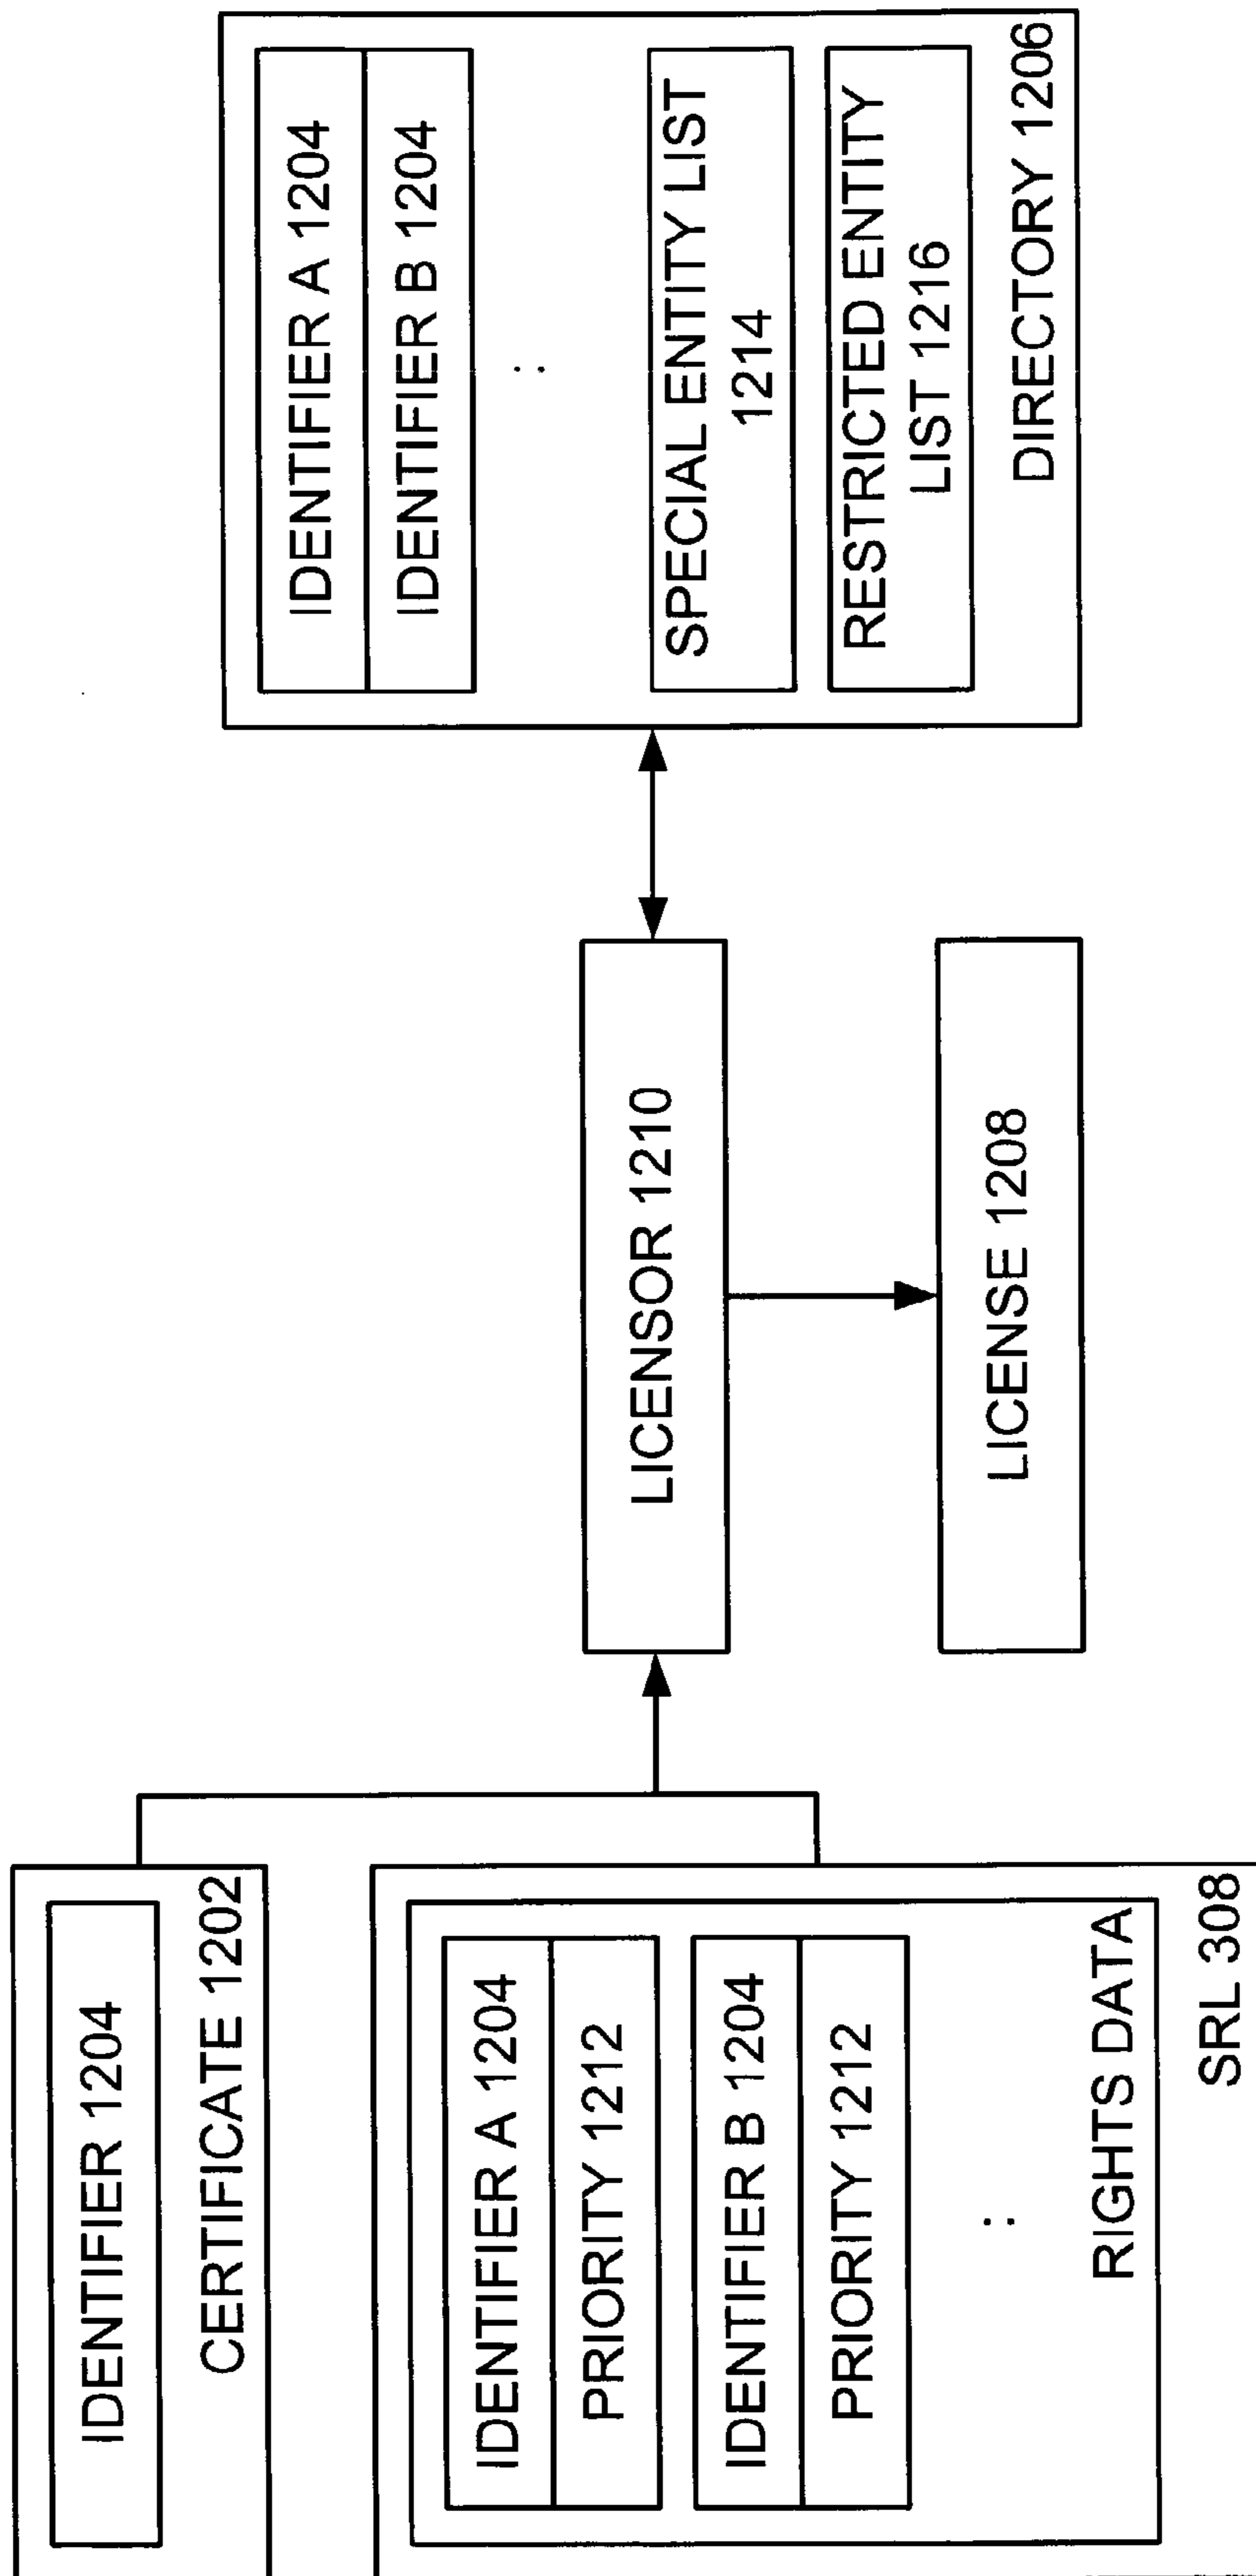 IDENTIFIER 1204
CERTIFICATE 1202
IDENTIFIER A 1204
PRIORITY 1212
IDENTIFIER B 1204
PRIORITY 1212
:
RIGHTS DATA
SRL 308
LICENSOR 1210
LICENSE 1208
IDENTIFIER A 1204
IDENTIFIER B 1204
:
SPECIAL ENTITY LIST
1214
RESTRICTED ENTITY
LIST 1216
DIRECTORY 1206